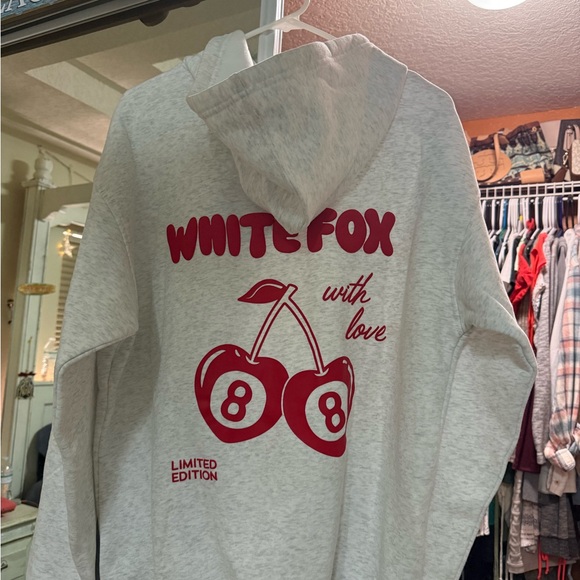 WHITE FOX
with
love
8 8
LIMITED
EDITION